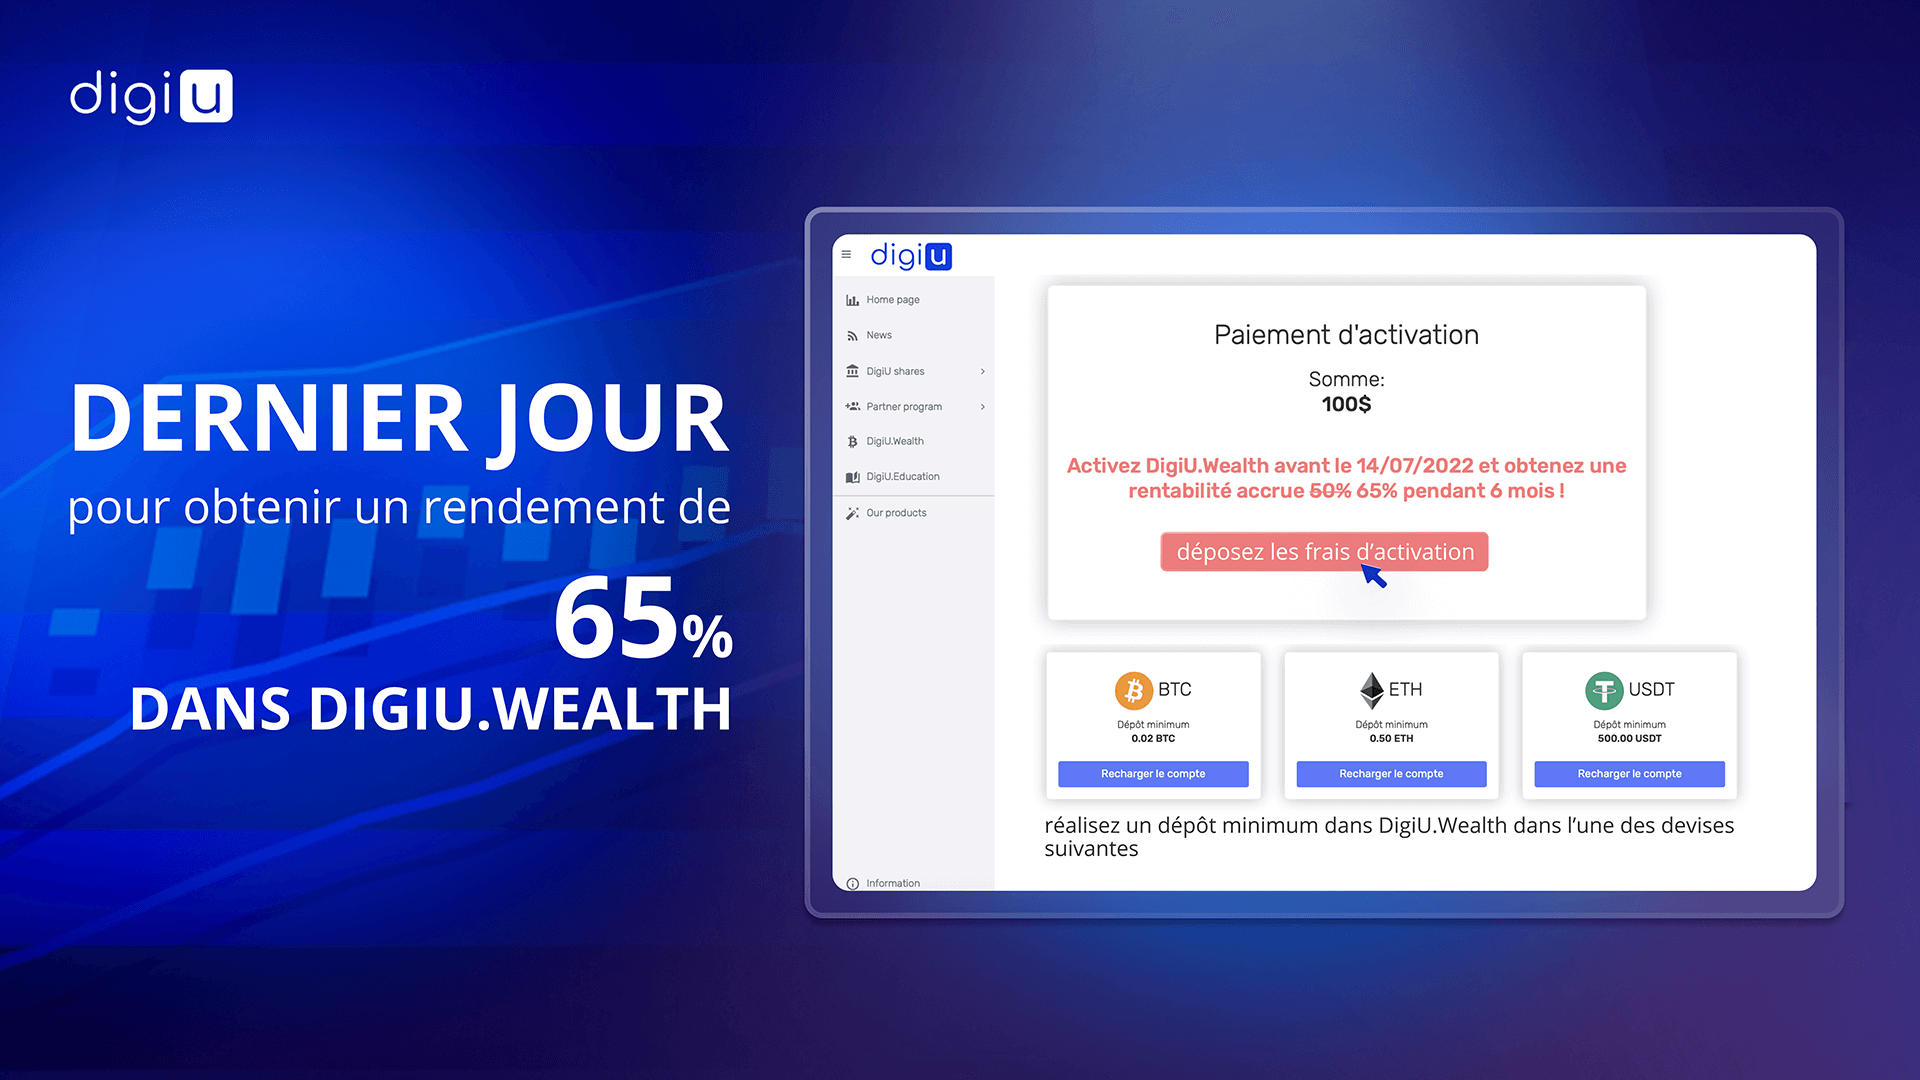 digiu
DERNIER JOUR
pour obtenir un rendement de
65%
DANS DIGIU.WEALTH
digiu
Home page
News
DigiU shares
Partner program
DigiU.Wealth
DigiU.Education
Our products
Information
Paiement d'activation
Somme:
100$
Activez DigiU.Wealth avant le 14/07/2022 et obtenez une
rentabilité accrue 50% 65% pendant 6 mois !
déposez les frais d’activation
BTC
Dépôt minimum
0.02 BTC
Recharger le compte
ETH
Dépôt minimum
0.50 ETH
Recharger le compte
USDT
Dépôt minimum
500.00 USDT
Recharger le compte
réalisez un dépôt minimum dans DigiU.Wealth dans l’une des devises
suivantes